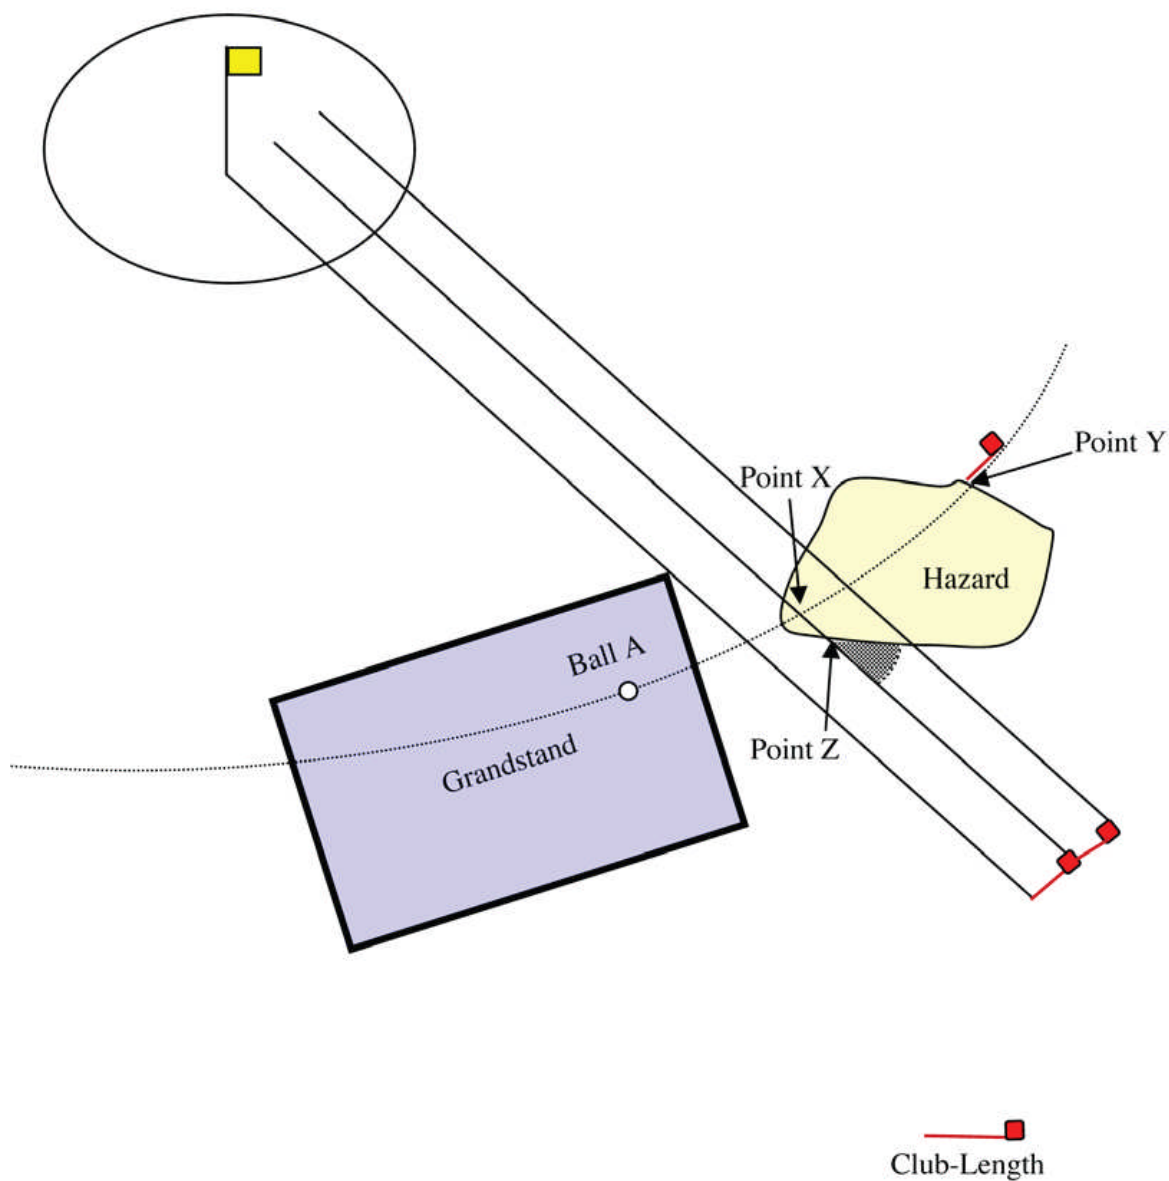 Point Y
Point X
Hazard
Ball A
Point Z
Grandstand
Club-Length